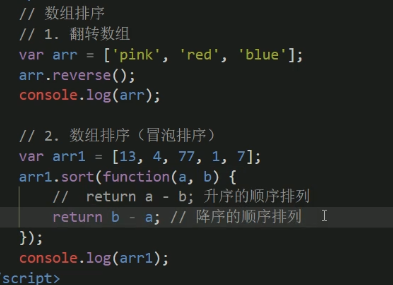 // 数组排序
// 1. 翻转数组
var arr = ['pink', 'red', 'blue'];
arr.reverse();
console.log(arr);
// 2. 数组排序（冒泡排序）
var arr1 = [13, 4, 77, 1, 7];
arr1.sort(function(a, b) {
//  return a - b; 升序的顺序排列
return b - a; // 降序的顺序排列
});
console.log(arr1);
script>